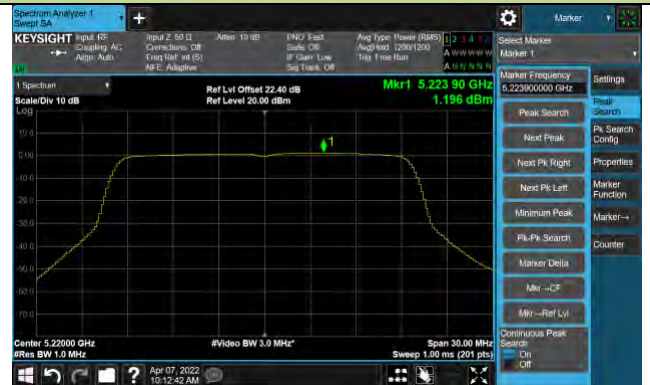 Spectrum Analyzer 1
Swept SA
Marker
KEYSIGHT Input: RF
Coupling: AC
Align: Auto
Input Z: 50 Ω
Corrections: Off
Freq Ref: Int (S)
NFE: Adaptive
Atten: 10 dB
PNO: Fast
Gate: Off
IF Gain: Low
Sig Track: Off
Avg Type: Power (RMS)
Avg|Hold: 1200/1200
Trig: Free Run
1 2 3 4 5 6
A W W W W W
A N N N N N
Select Marker
Marker 1
1 Spectrum
Scale/Div 10 dB
Log
Ref Lvl Offset 22.40 dB
Ref Level 20.00 dBm
Mkr1 5.223 90 GHz
1.196 dBm
1
10.0
0.00
-10.0
-20.0
-30.0
-40.0
-50.0
-60.0
-70.0
Center 5.22000 GHz
#Res BW 1.0 MHz
#Video BW 3.0 MHz*
Span 30.00 MHz
Sweep 1.00 ms (201 pts)
Marker Frequency
5.223900000 GHz
Peak Search
Next Peak
Next Pk Right
Next Pk Left
Minimum Peak
Pk-Pk Search
Marker Delta
Mkr→CF
Mkr→Ref Lvl
Continuous Peak
Search
On
Off
Settings
Peak
Search
Pk Search
Config
Properties
Marker
Function
Marker→
Counter
Apr 07, 2022
10:12:42 AM